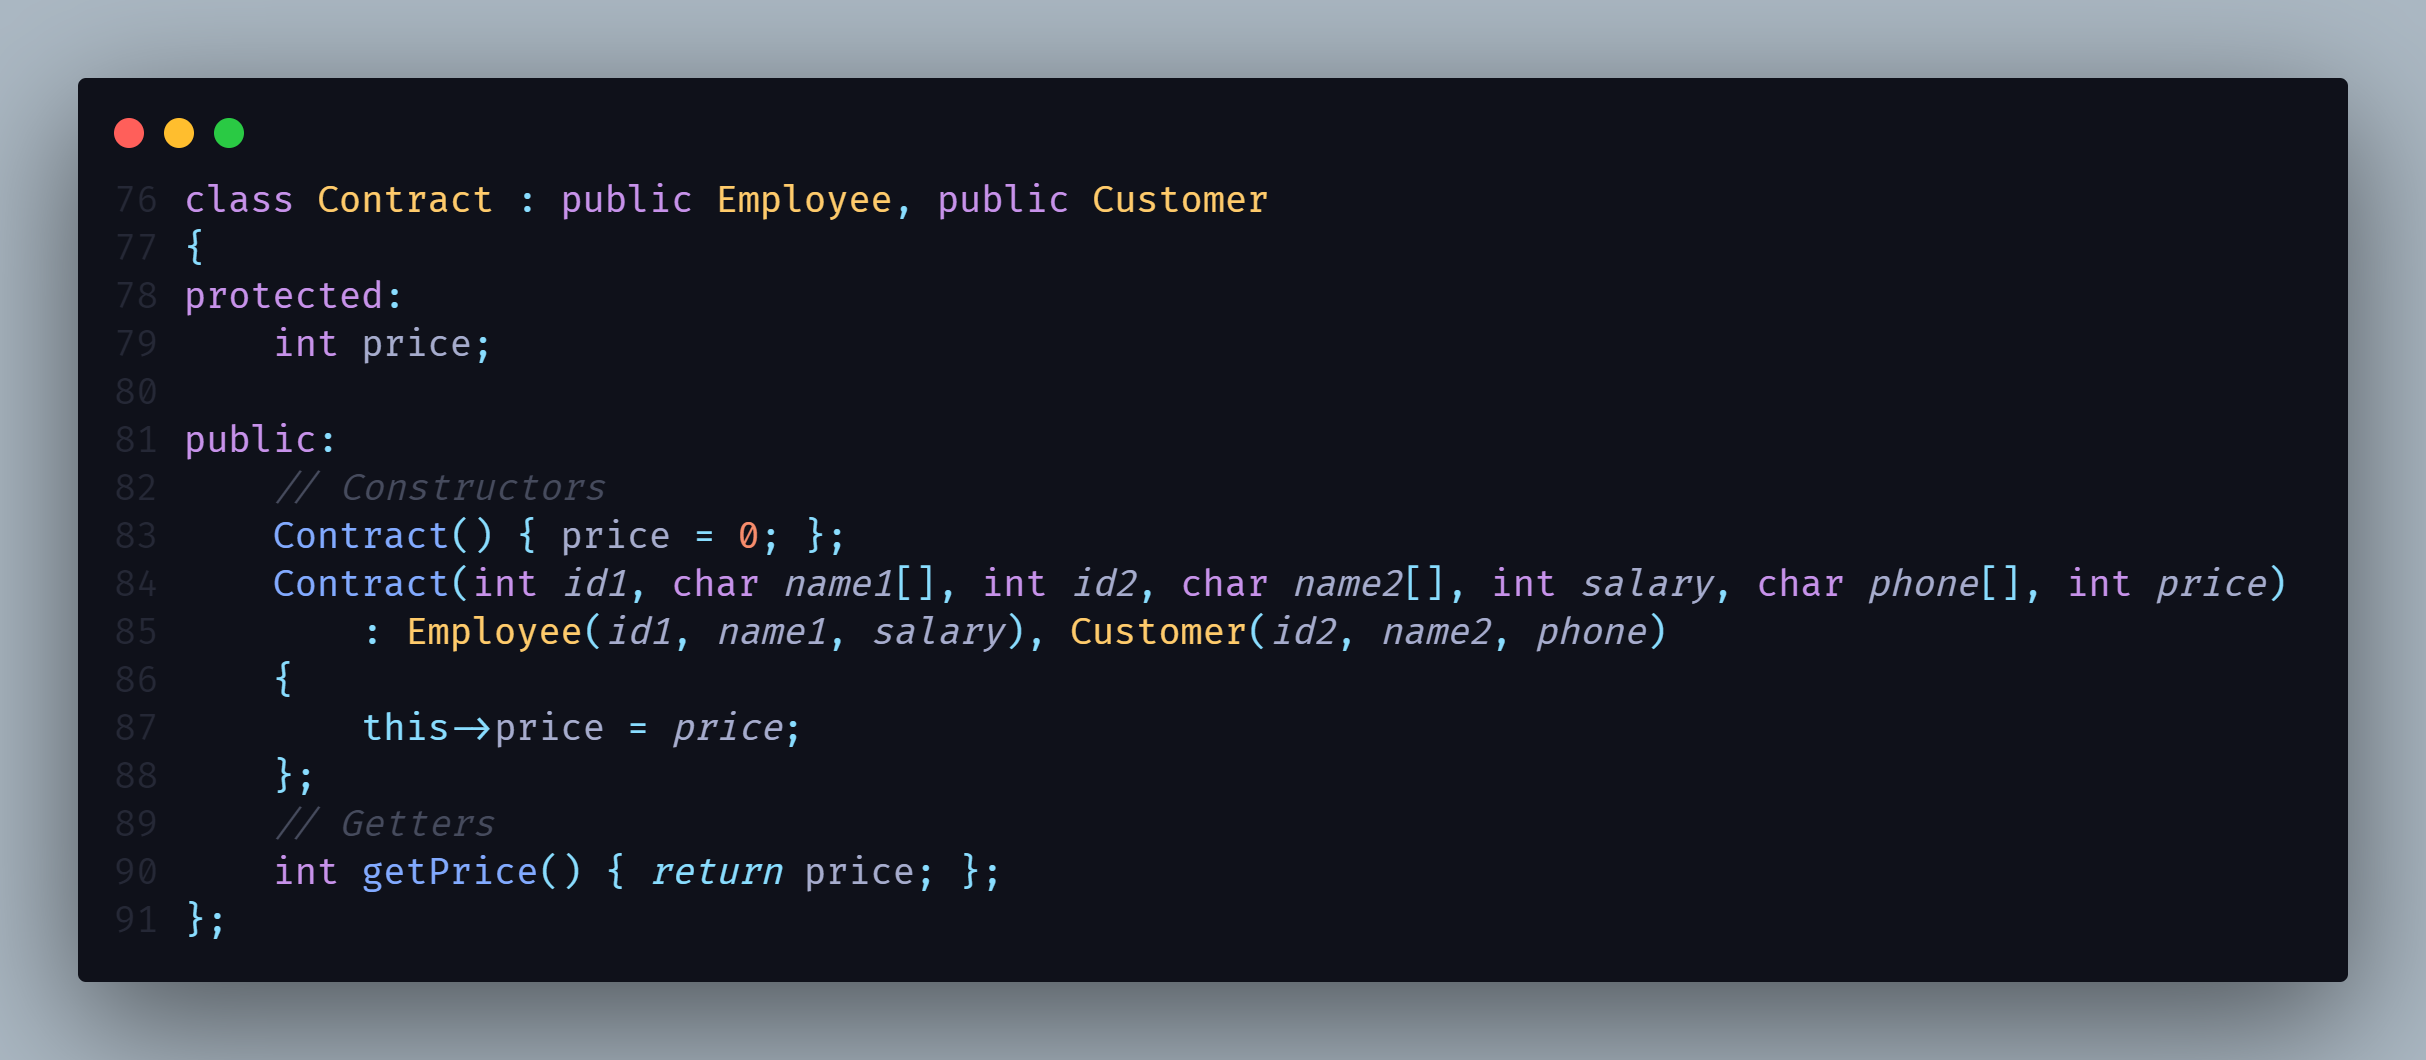 76 class Contract : public Employee, public Customer
77 {
78 protected:
79     int price;
80
81 public:
82     // Constructors
83     Contract() { price = 0; };
84     Contract(int id1, char name1[], int id2, char name2[], int salary, char phone[], int price)
85         : Employee(id1, name1, salary), Customer(id2, name2, phone)
86     {
87         this->price = price;
88     };
89     // Getters
90     int getPrice() { return price; };
91 };